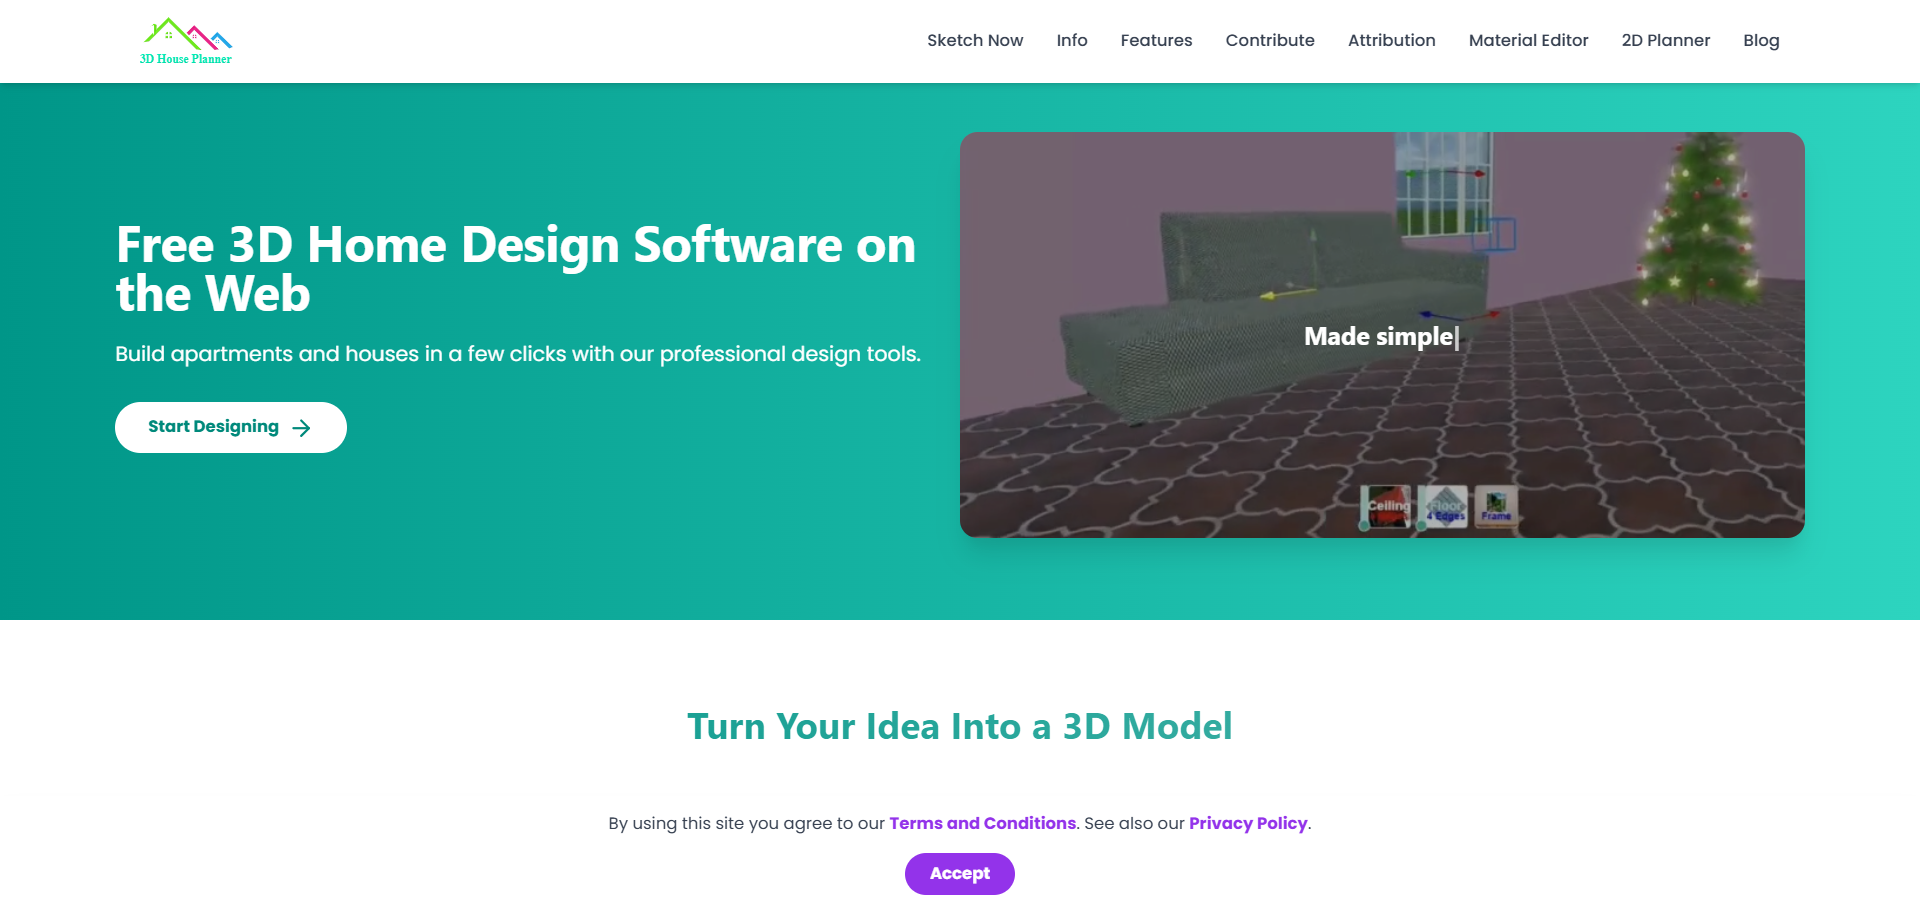 3D House Planner
Sketch Now
Info
Features
Contribute
Attribution
Material Editor
2D Planner
Blog
Free 3D Home Design Software on
the Web
Build apartments and houses in a few clicks with our professional design tools.
Start Designing
Made simple
Ceiling
Floor
4 Edges
Frame
Turn Your Idea Into a 3D Model
By using this site you agree to our Terms and Conditions. See also our Privacy Policy.
Accept